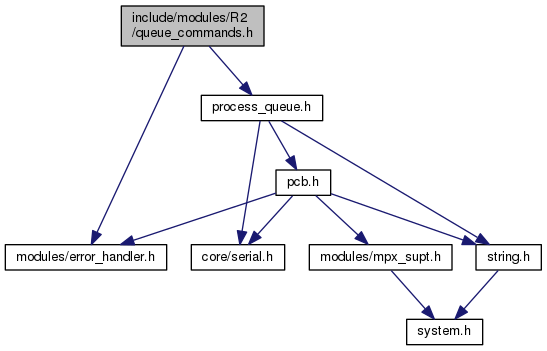 include/modules/R2
/queue_commands.h
process_queue.h
pcb.h
modules/error_handler.h
core/serial.h
modules/mpx_supt.h
string.h
system.h